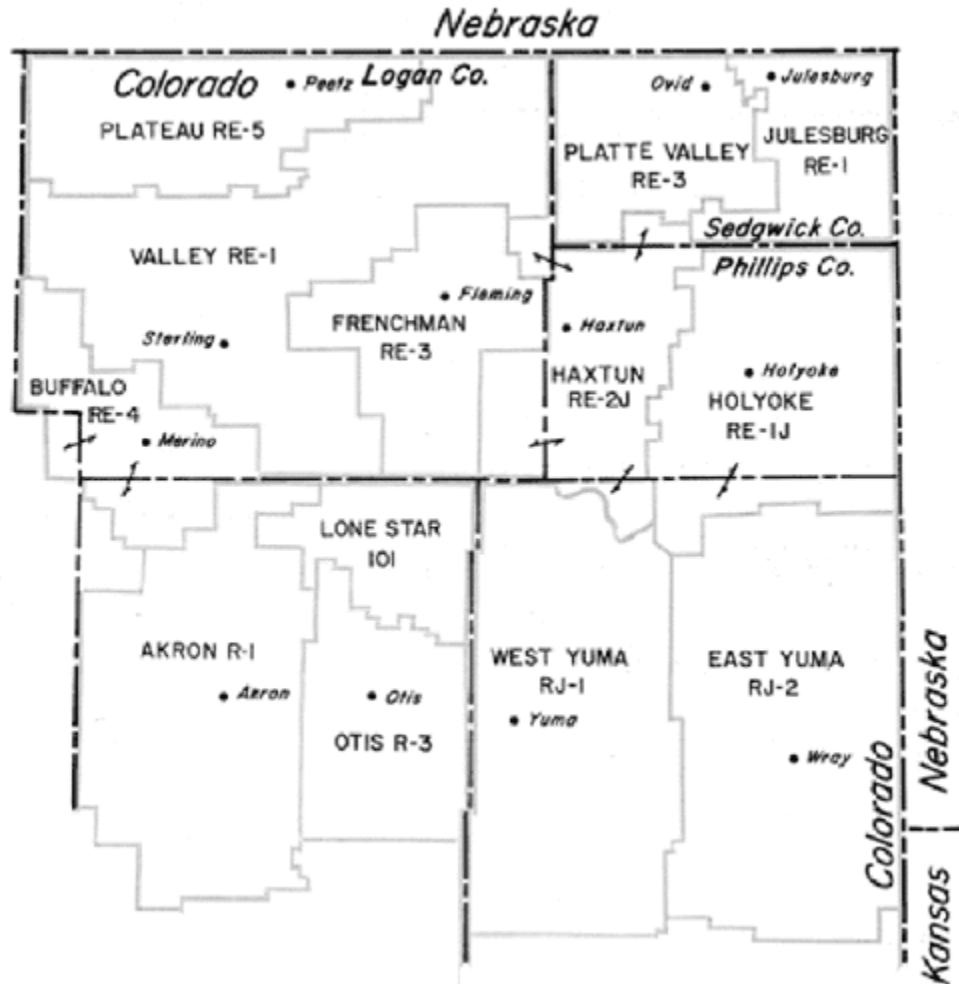 Nebraska
Colorado
Peetz
Logan Co.
PLATEAU RE-5
Ovid
Julesburg
PLATTE VALLEY
RE-3
JULESBURG
RE-1
Sedgwick Co.
Phillips Co.
VALLEY RE-1
Fleming
FRENCHMAN
RE-3
Sterling
Haxtun
HAXTUN
RE-2J
Holyoke
HOLYOKE
RE-1J
BUFFALO
RE-4
Merino
LONE STAR
101
AKRON R-1
Akron
Otis
OTIS R-3
WEST YUMA
RJ-1
Yuma
EAST YUMA
RJ-2
Wray
Colorado
Nebraska
Kansas